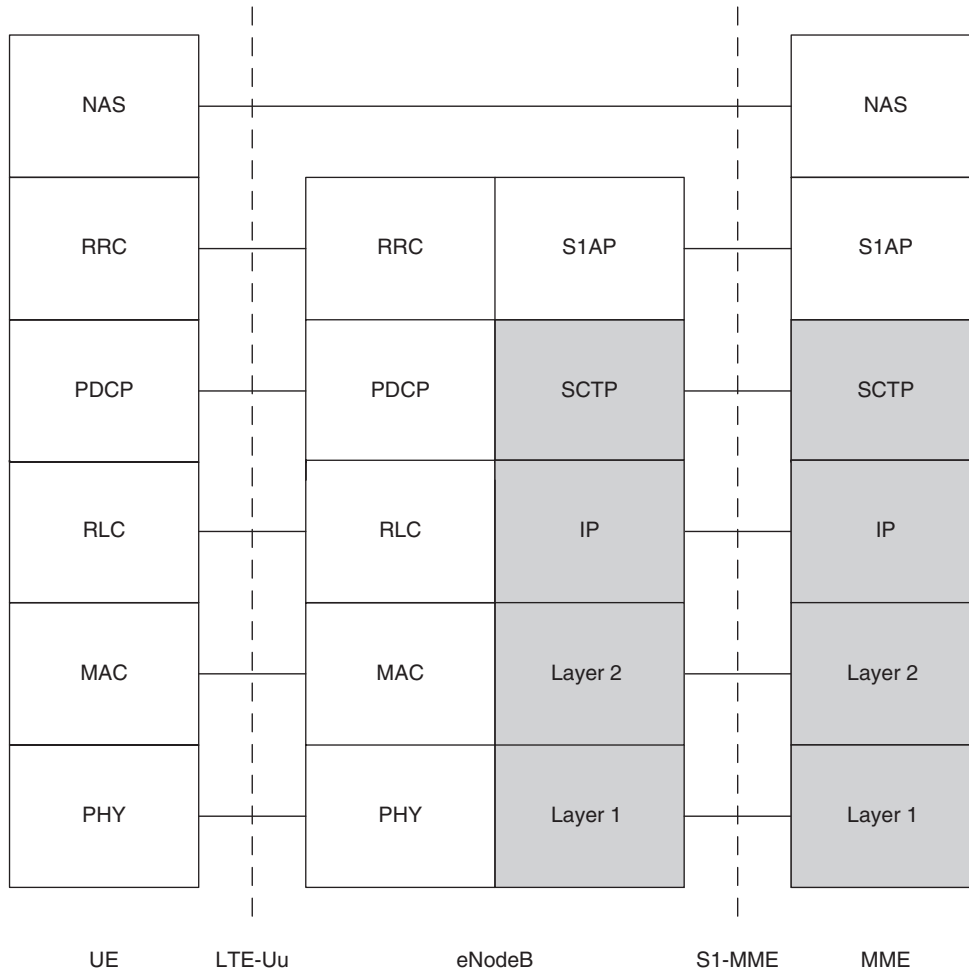 NAS NAS
RRC RRC S1AP S1AP
PDCP PDCP SCTP SCTP
RLC RLC IP IP
MAC MAC Layer 2 Layer 2
PHY PHY Layer 1 Layer 1
UE LTE-Uu eNodeB S1-MME MME